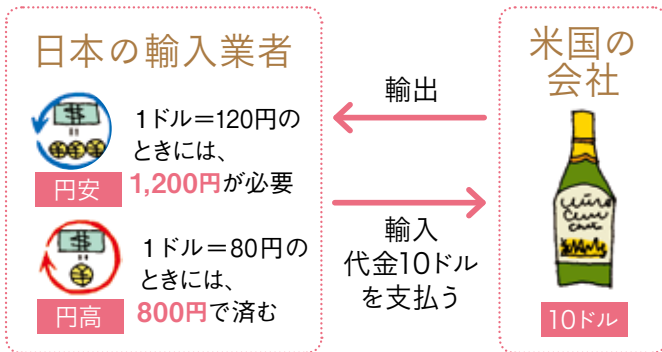 日本の輸入業者
1ドル＝120円の
ときには、
1,200円が必要
円安
1ドル＝80円の
ときには、
800円で済む
円高
輸出
輸入
代金10ドル
を支払う
米国の
会社
10ドル